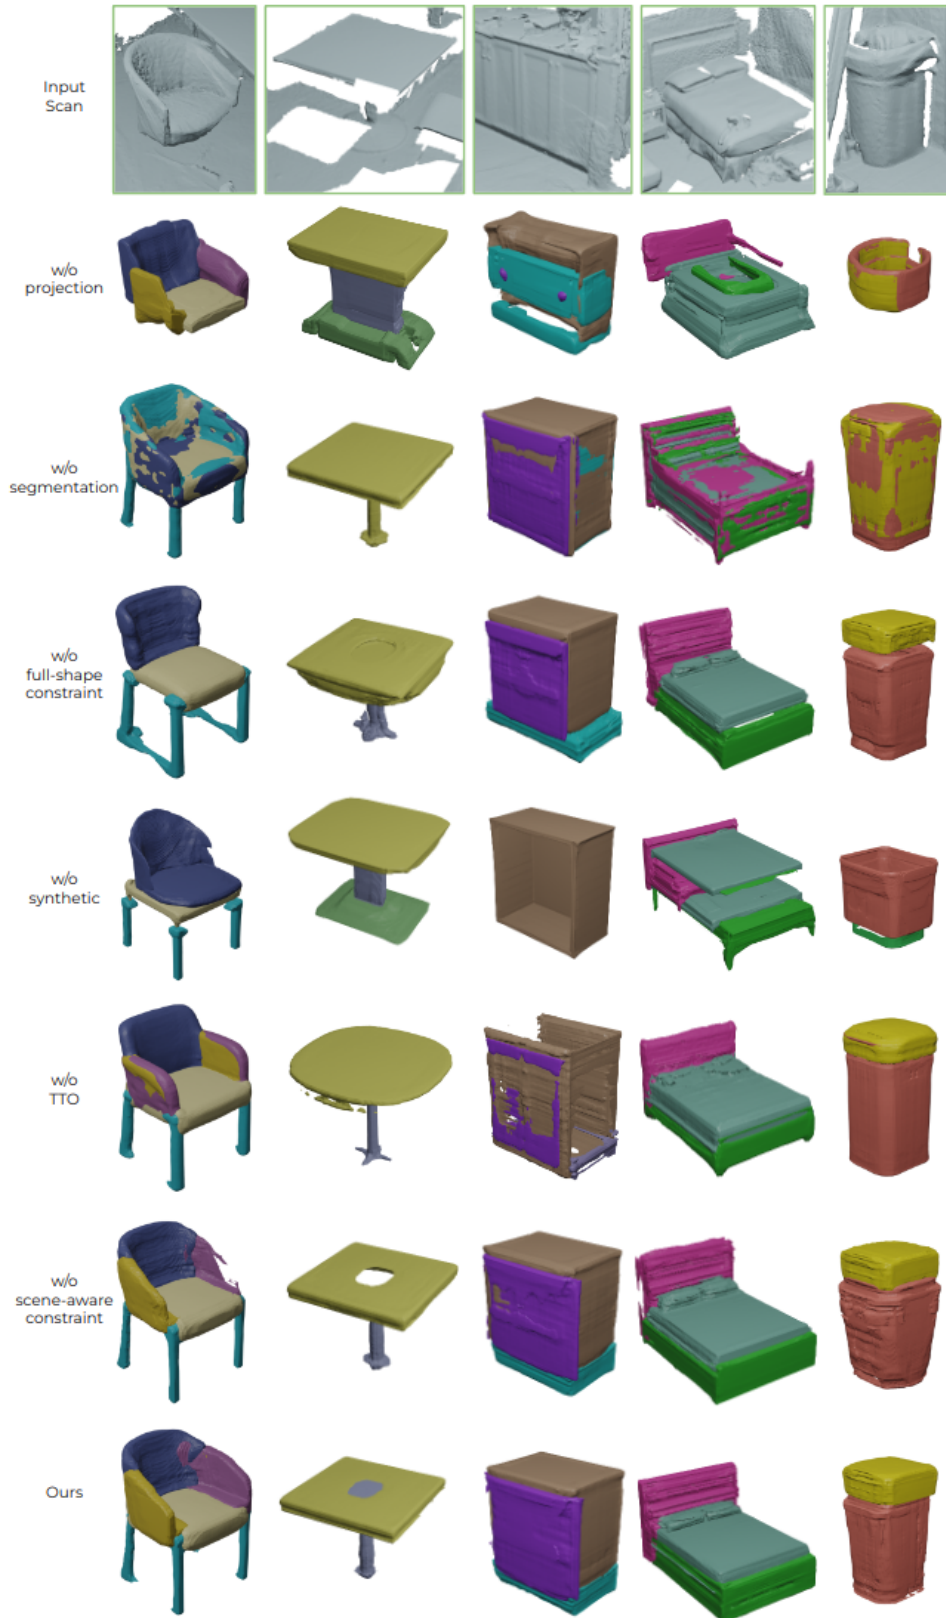 Input
Scan
w/o
projection
w/o
segmentation
w/o
full-shape
constraint
w/o
synthetic
w/o
TTO
w/o
scene-aware
constraint
Ours